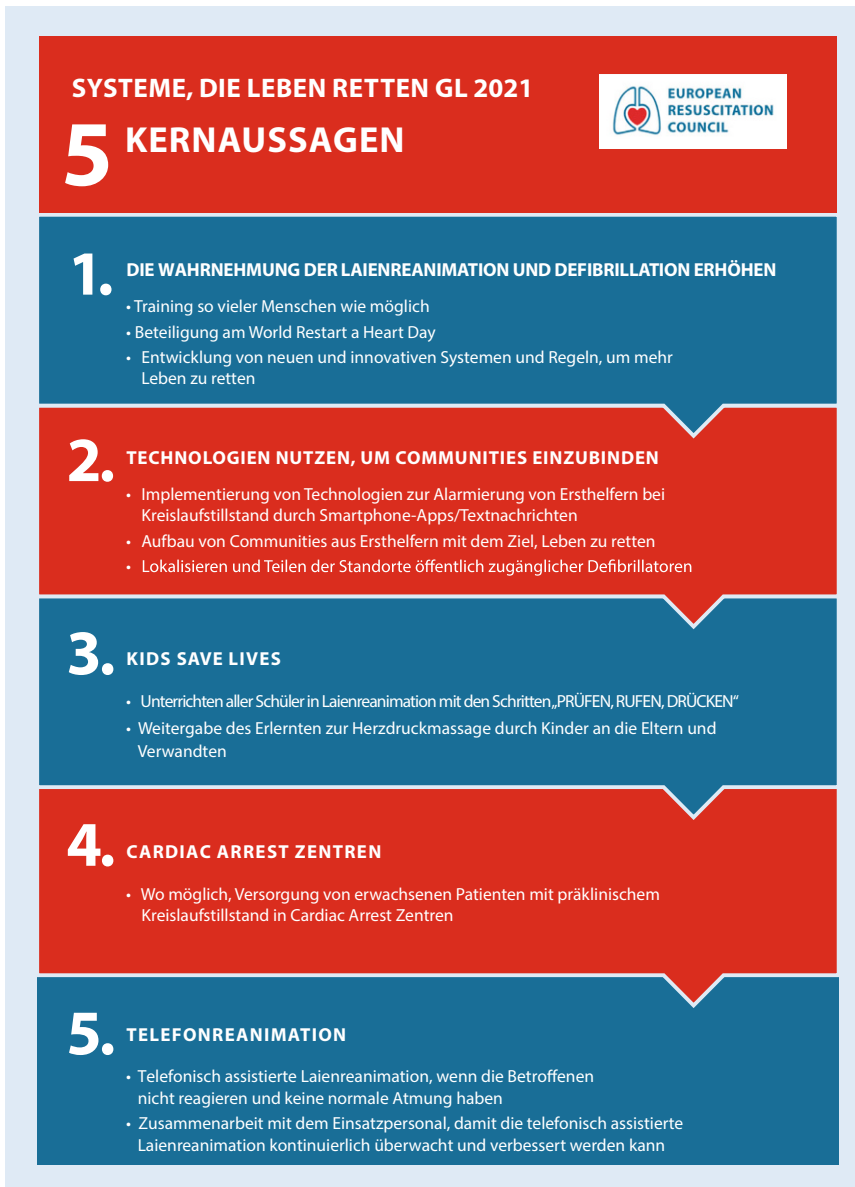 SYSTEME, DIE LEBEN RETTEN GL 2021
5 KERNAUSSAGEN
EUROPEAN
RESUSCITATION
COUNCIL
1. DIE WAHRNEHMUNG DER LAIENREANIMATION UND DEFIBRILLATION ERHÖHEN
• Training so vieler Menschen wie möglich
• Beteiligung am World Restart a Heart Day
• Entwicklung von neuen und innovativen Systemen und Regeln, um mehr
Leben zu retten
2. TECHNOLOGIEN NUTZEN, UM COMMUNITIES EINZUBINDEN
• Implementierung von Technologien zur Alarmierung von Ersthelfern bei
Kreislaufstillstand durch Smartphone-Apps/Textnachrichten
• Aufbau von Communities aus Ersthelfern mit dem Ziel, Leben zu retten
• Lokalisieren und Teilen der Standorte öffentlich zugänglicher Defibrillatoren
3. KIDS SAVE LIVES
• Unterrichten aller Schüler in Laienreanimation mit den Schritten „PRÜFEN, RUFEN, DRÜCKEN“
• Weitergabe des Erlernten zur Herzdruckmassage durch Kinder an die Eltern und
Verwandten
4. CARDIAC ARREST ZENTREN
• Wo möglich, Versorgung von erwachsenen Patienten mit präklinischem
Kreislaufstillstand in Cardiac Arrest Zentren
5. TELEFONREANIMATION
• Telefonisch assistierte Laienreanimation, wenn die Betroffenen
nicht reagieren und keine normale Atmung haben
• Zusammenarbeit mit dem Einsatzpersonal, damit die telefonisch assistierte
Laienreanimation kontinuierlich überwacht und verbessert werden kann